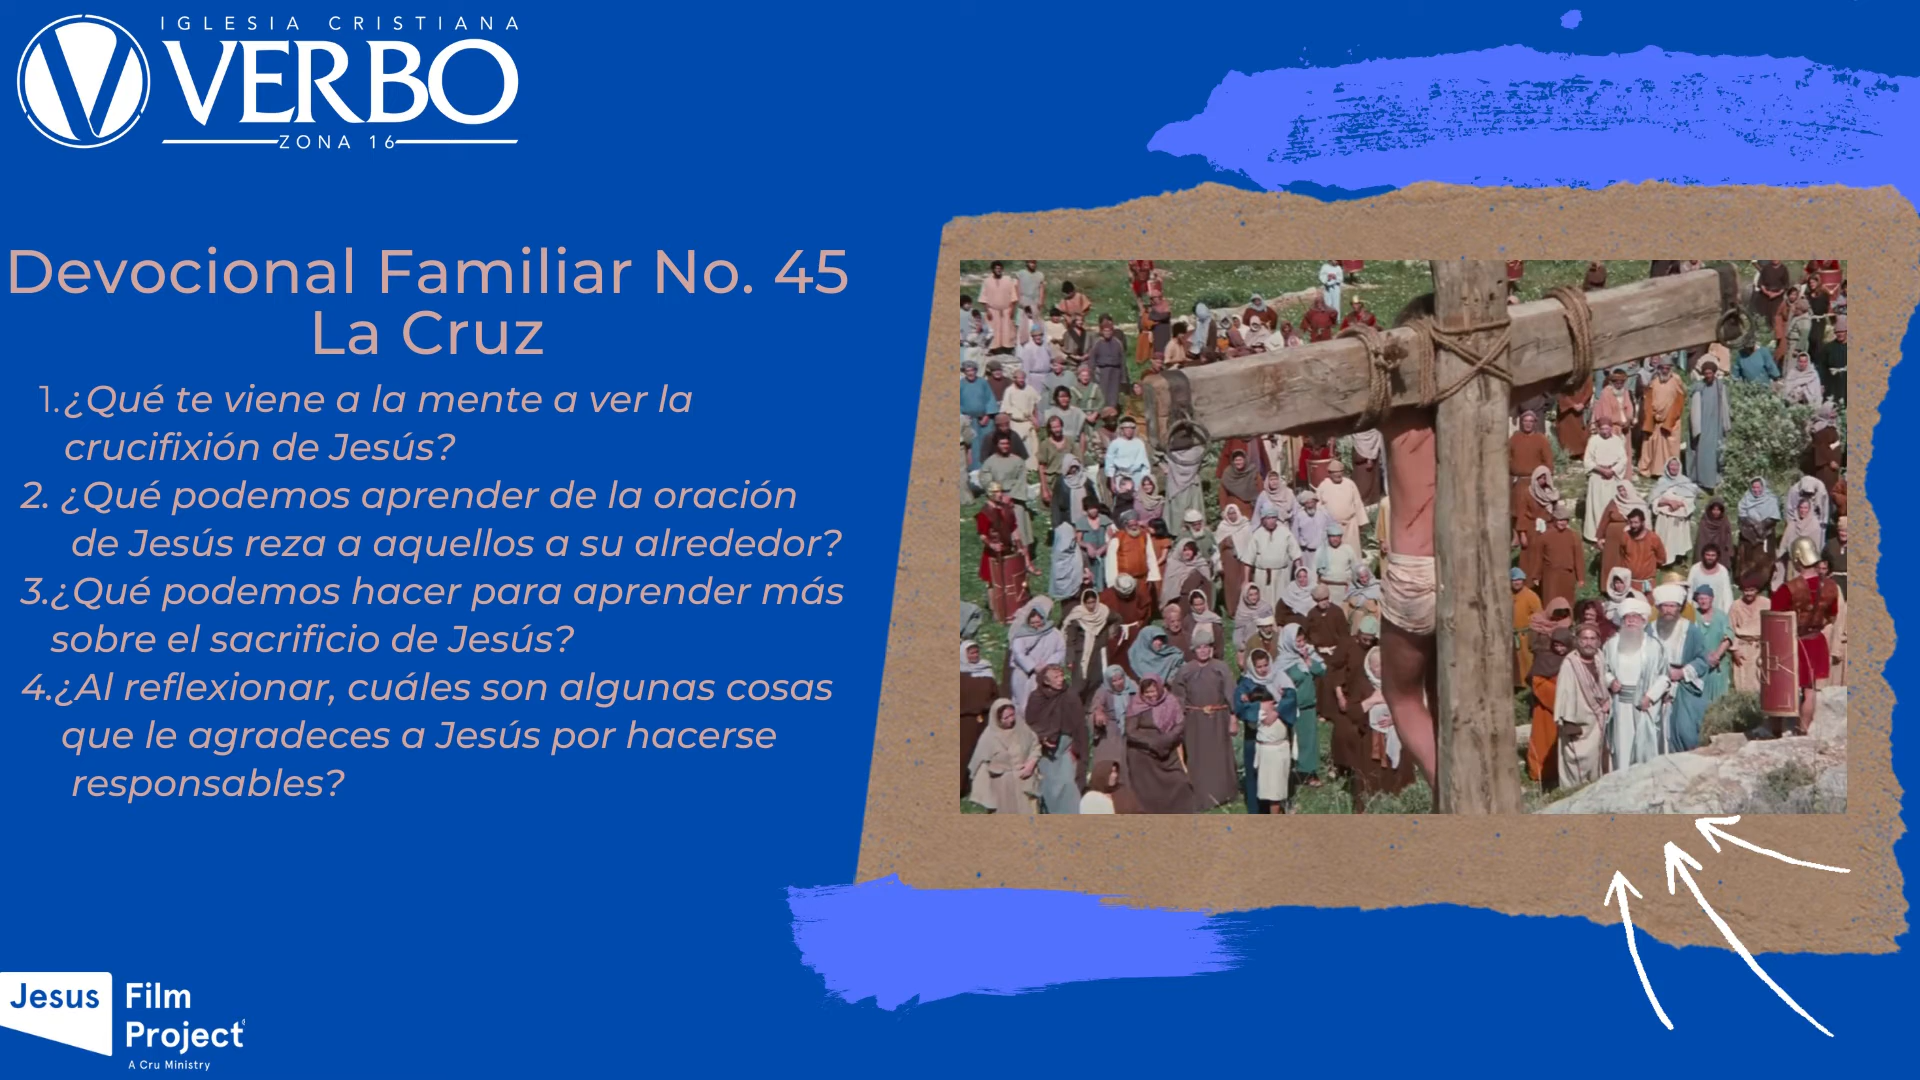 IGLESIA CRISTIANA
VERBO
ZONA 16
Devocional Familiar No. 45
La Cruz
1.¿Qué te viene a la mente a ver la
crucifixión de Jesús?
2. ¿Qué podemos aprender de la oración
de Jesús reza a aquellos a su alrededor?
3.¿Qué podemos hacer para aprender más
sobre el sacrificio de Jesús?
4.¿Al reflexionar, cuáles son algunas cosas
que le agradeces a Jesús por hacerse
responsables?
Jesus Film
Project
A Cru Ministry